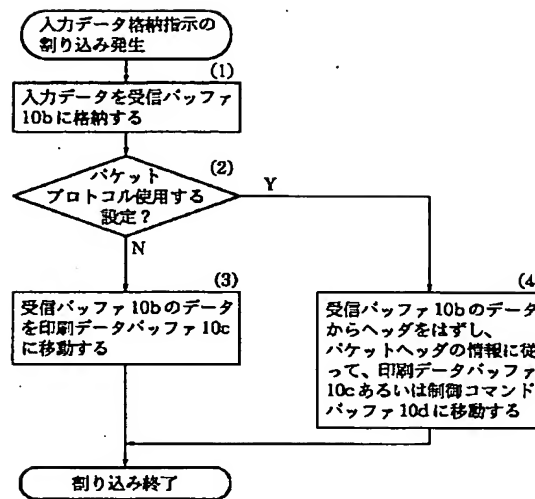 入力データ格納指示の
割り込み発生
(1)
入力データを受信バッファ
10bに格納する
(2)
パケット
プロトコル使用する
設定?
Y
N
(3)
受信バッファ10bのデータ
を印刷データバッファ10c
に移動する
(4
受信バッファ10bのデータ
からヘッダをはずし、
パケットヘッダの情報に従
って、印刷データバッファ
10cあるいは制御コマンド
バッファ10dに移動する
割り込み終了